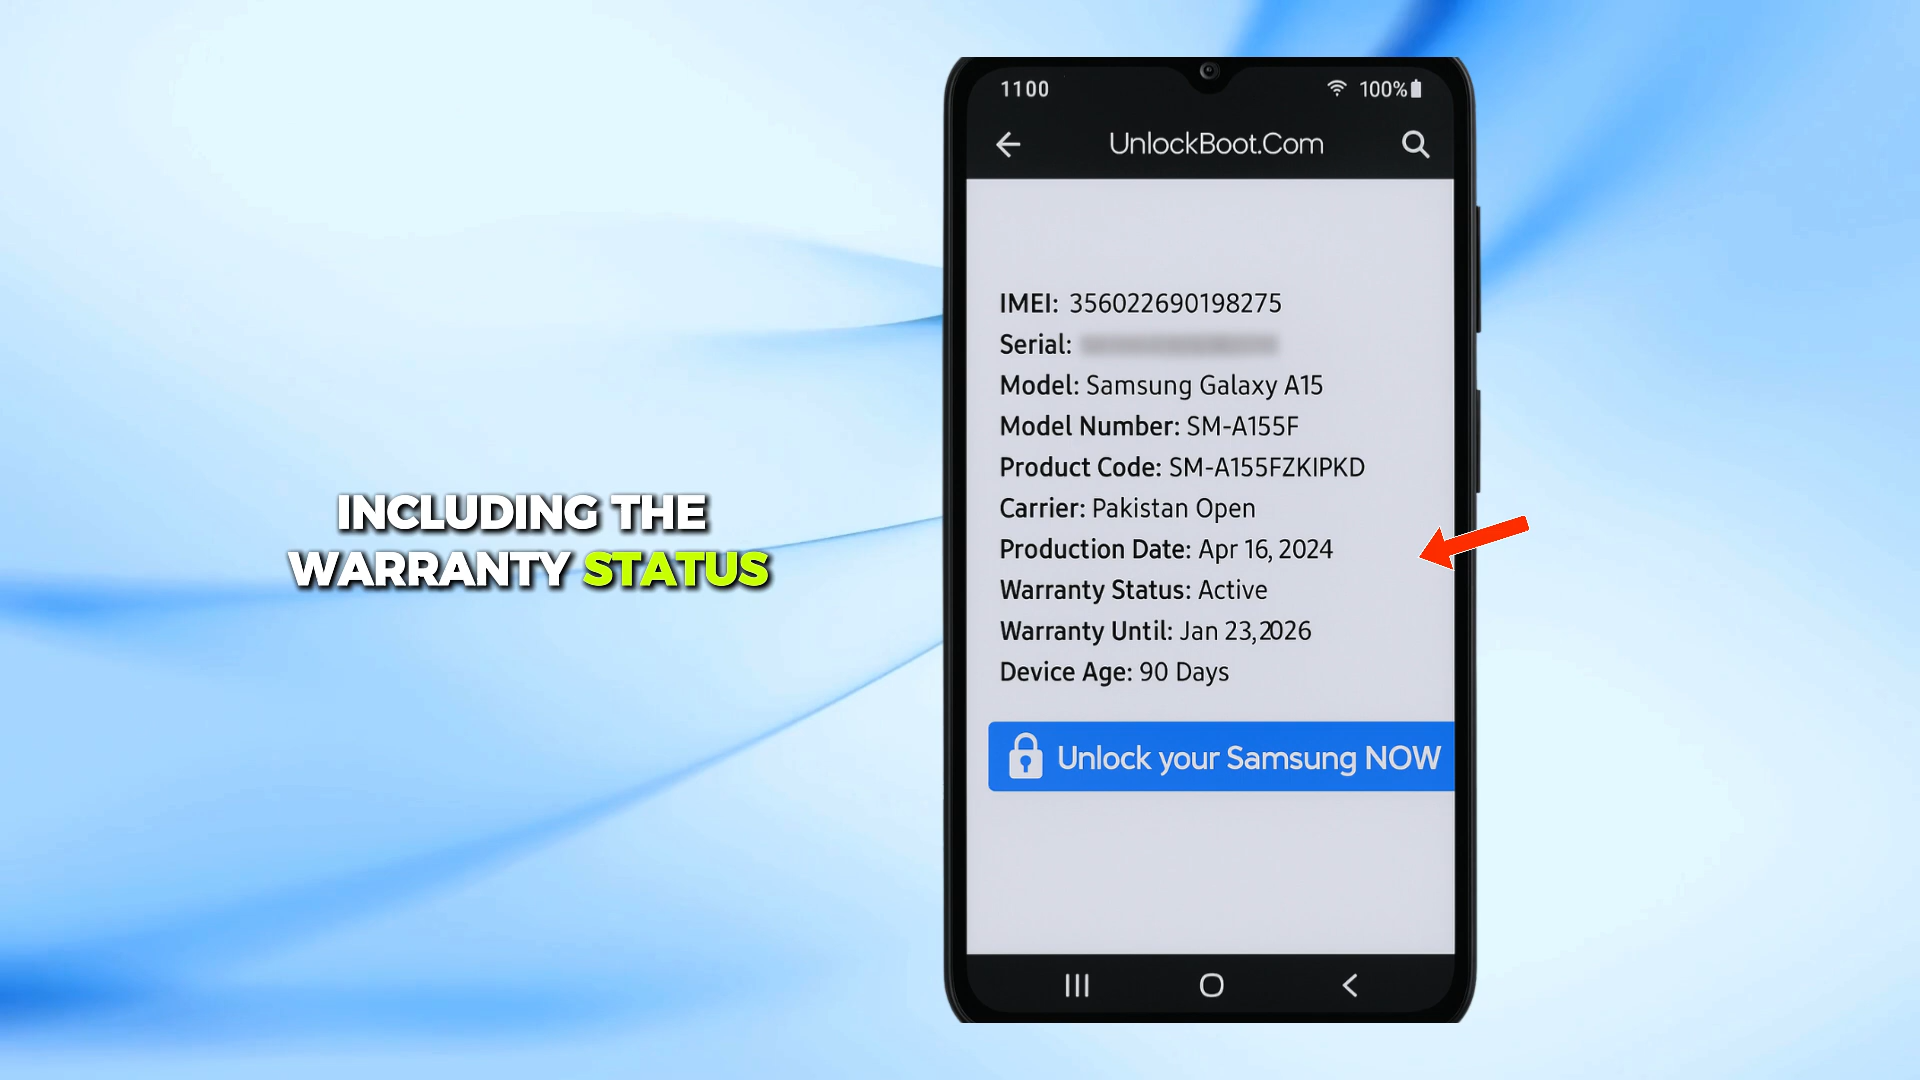 1100
100%
UnlockBoot.Com
IMEI: 356022690198275
Serial:
Model: Samsung Galaxy A15
Model Number: SM-A155F
Product Code: SM-A155FZKIPKD
Carrier: Pakistan Open
Production Date: Apr 16, 2024
Warranty Status: Active
Warranty Until: Jan 23,2026
Device Age: 90 Days
Unlock your Samsung NOW
INCLUDING THE
WARRANTY STATUS